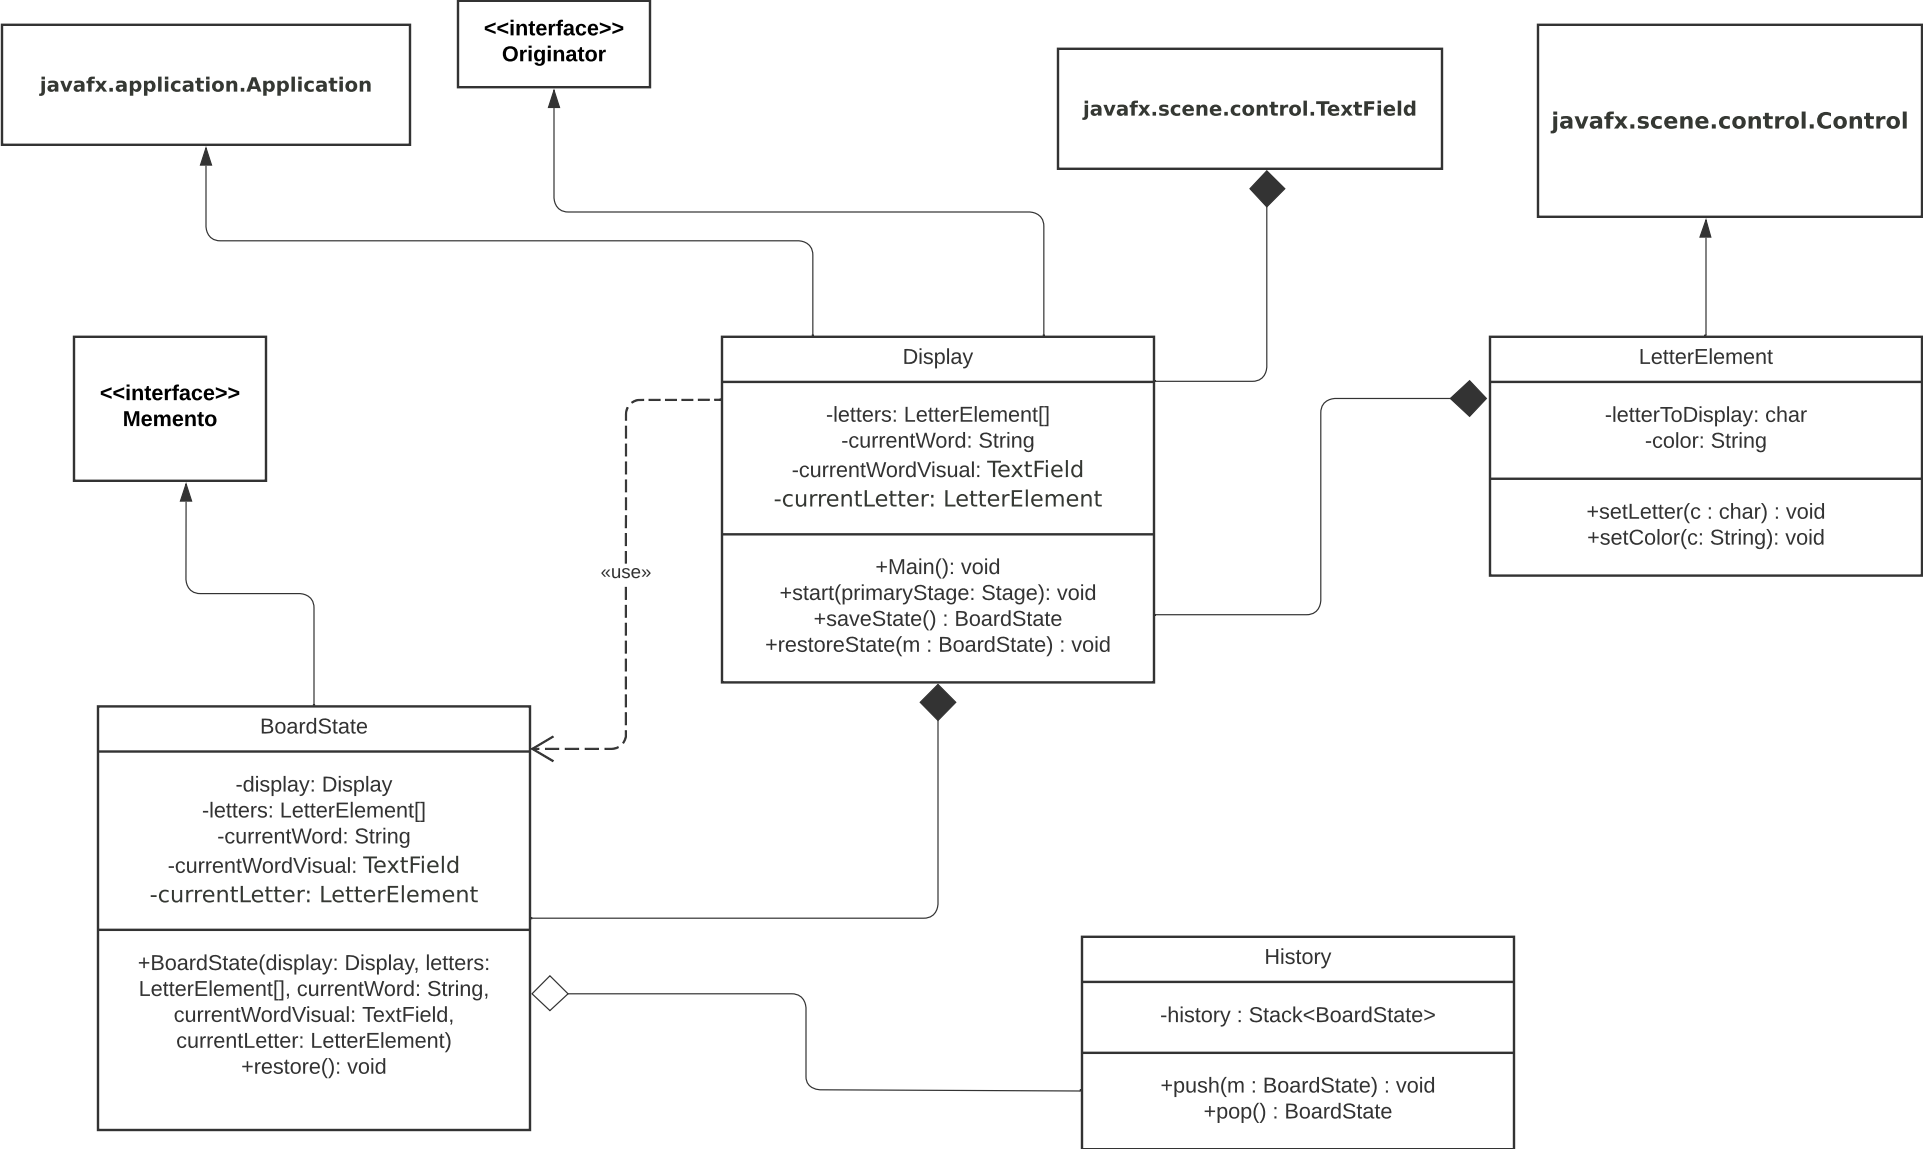 <<interface>>
Originator
javafx.application.Application
javafx.scene.control.TextField
javafx.scene.control.Control
<<interface>>
Memento
Display
-letters: LetterElement[]
-currentWord: String
-currentWordVisual: TextField
-currentLetter: LetterElement
+Main(): void
+start(primaryStage: Stage): void
+saveState() : BoardState
+restoreState(m : BoardState) : void
LetterElement
-letterToDisplay: char
-color: String
+setLetter(c : char) : void
+setColor(c: String): void
«use»
BoardState
-display: Display
-letters: LetterElement[]
-currentWord: String
-currentWordVisual: TextField
-currentLetter: LetterElement
+BoardState(display: Display, letters:
LetterElement[], currentWord: String,
currentWordVisual: TextField,
currentLetter: LetterElement)
+restore(): void
History
-history : Stack<BoardState>
+push(m : BoardState) : void
+pop() : BoardState